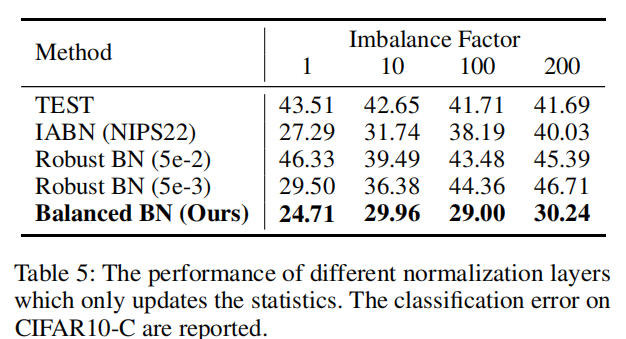 Method Imbalance Factor
1 10 100 200
TEST 43.51 42.65 41.71 41.69
IABN (NIPS22) 27.29 31.74 38.19 40.03
Robust BN (5e-2) 46.33 39.49 43.48 45.39
Robust BN (5e-3) 29.50 36.38 44.36 46.71
Balanced BN (Ours) 24.71 29.96 29.00 30.24
Table 5: The performance of different normalization layers
which only updates the statistics. The classification error on
CIFAR10-C are reported.